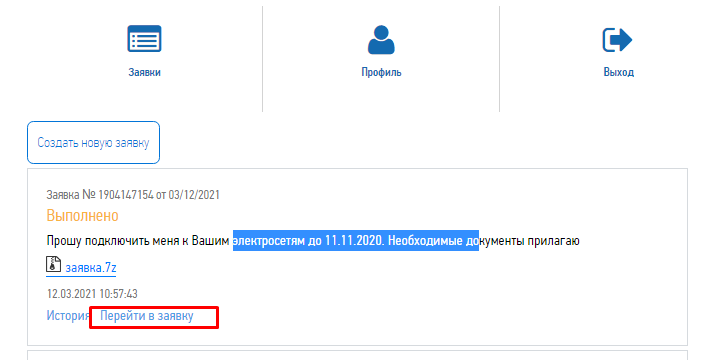 Заявки
Профиль
Выход
Создать новую заявку
Заявка № 1904147154 от 03/12/2021
Выполнено
Прошу подключить меня к Вашим электросетям до 11.11.2020. Необходимые документы прилагаю
заявка.7z
12.03.2021 10:57:43
История Перейти в заявку